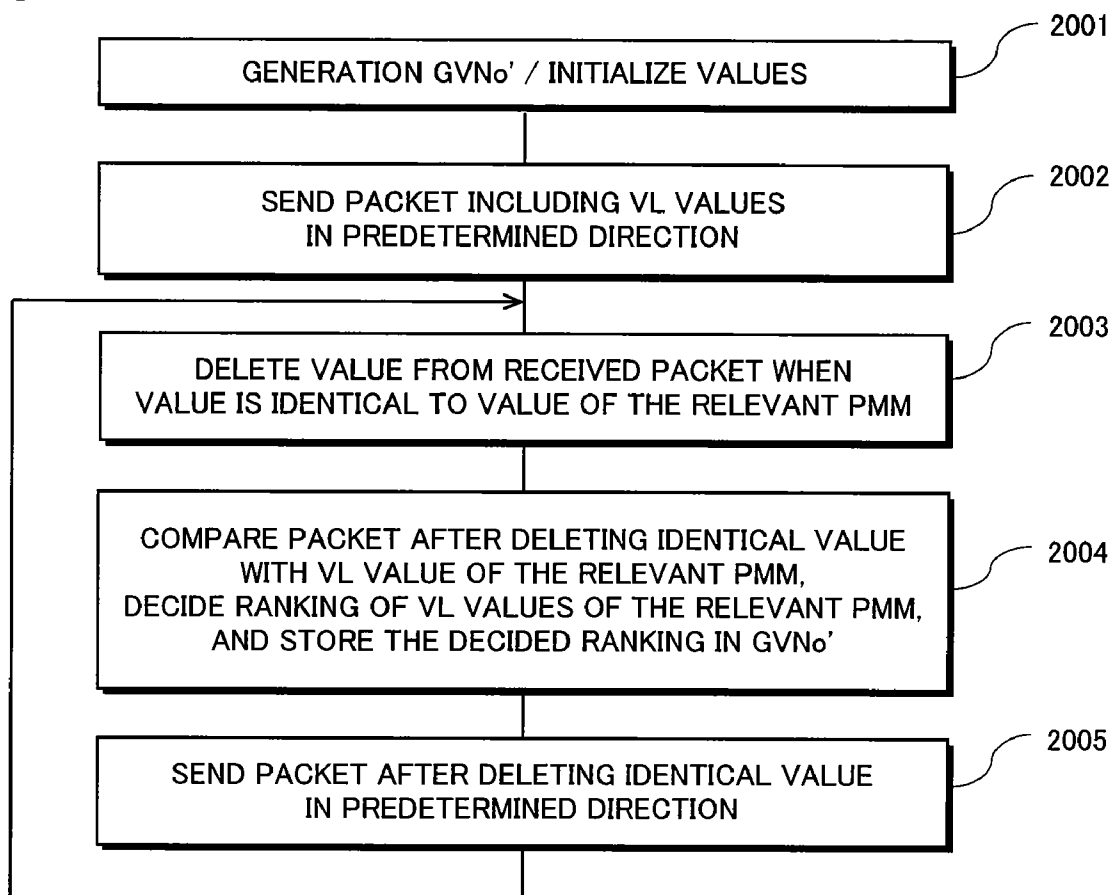 2001
GENERATION GVNo' / INITIALIZE VALUES
2002
SEND PACKET INCLUDING VL VALUES
IN PREDETERMINED DIRECTION
2003
DELETE VALUE FROM RECEIVED PACKET WHEN
VALUE IS IDENTICAL TO VALUE OF THE RELEVANT PMM
2004
COMPARE PACKET AFTER DELETING IDENTICAL VALUE
WITH VL VALUE OF THE RELEVANT PMM,
DECIDE RANKING OF VL VALUES OF THE RELEVANT PMM,
AND STORE THE DECIDED RANKING IN GVNo'
2005
SEND PACKET AFTER DELETING IDENTICAL VALUE
IN PREDETERMINED DIRECTION